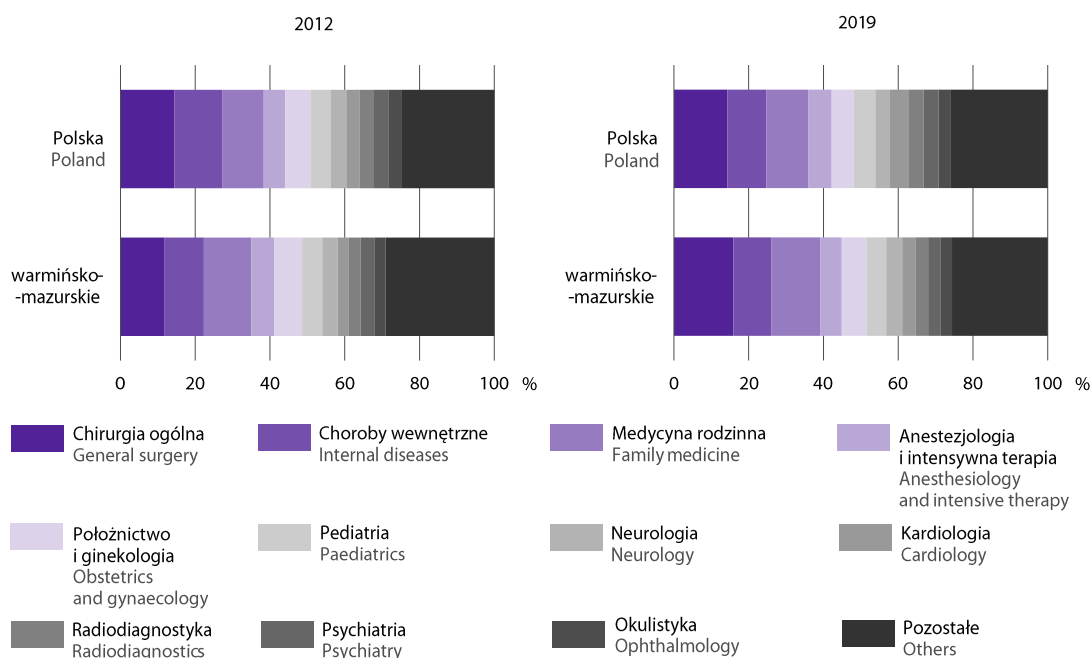 2012
2019
Polska
Poland
warmińsko-
-mazurskie
0 20 40 60 80 100 %
Polska
Poland
warmińsko-
-mazurskie
0 20 40 60 80 100 %
Chirurgia ogólna
General surgery
Choroby wewnętrzne
Internal diseases
Medycyna rodzinna
Family medicine
Anestezjologia
i intensywna terapia
Anesthesiology
and intensive therapy
Położnictwo
i ginekologia
Obstetrics
and gynaecology
Pediatria
Paediatrics
Neurologia
Neurology
Kardiologia
Cardiology
Radiodiagnostyka
Radiodiagnostics
Psychiatria
Psychiatry
Okulistyka
Ophthalmology
Pozostałe
Others